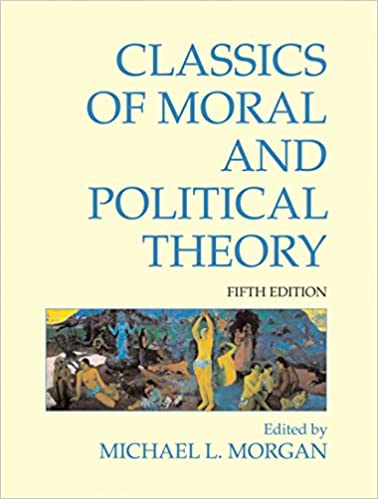 CLASSICS
OF MORAL
AND
POLITICAL
THEORY
FIFTH EDITION
Edited by
MICHAEL L. MORGAN